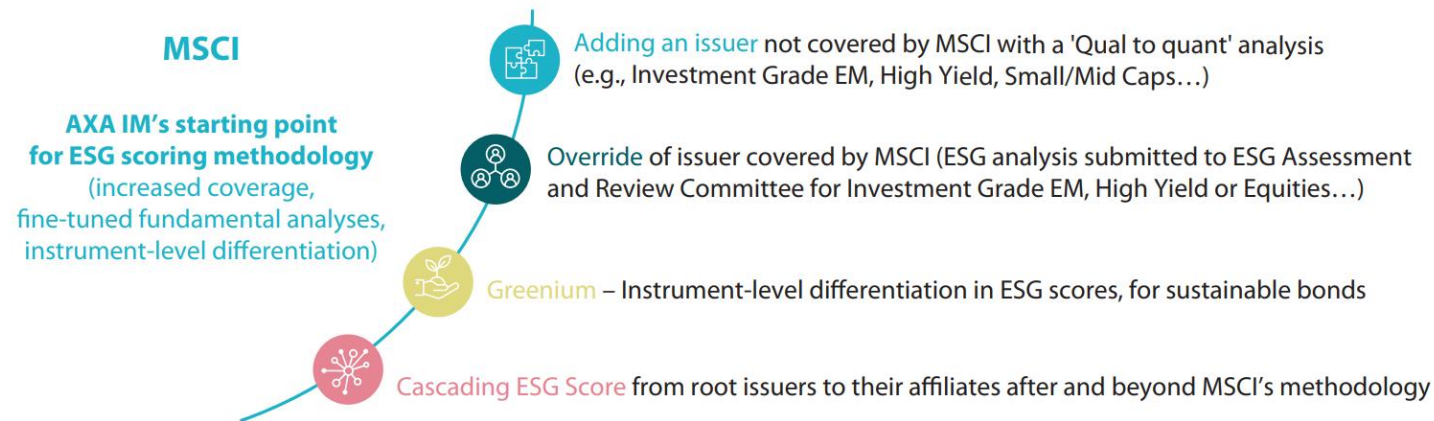 MSCI
AXA IM's starting point
for ESG scoring methodology
(increased coverage,
fine-tuned fundamental analyses,
instrument-level differentiation)
Adding an issuer not covered by MSCI with a 'Qual to quant' analysis
(e.g., Investment Grade EM, High Yield, Small/Mid Caps…)
Override of issuer covered by MSCI (ESG analysis submitted to ESG Assessment
and Review Committee for Investment Grade EM, High Yield or Equities…)
Greenium – Instrument-level differentiation in ESG scores, for sustainable bonds
Cascading ESG Score from root issuers to their affiliates after and beyond MSCI's methodology